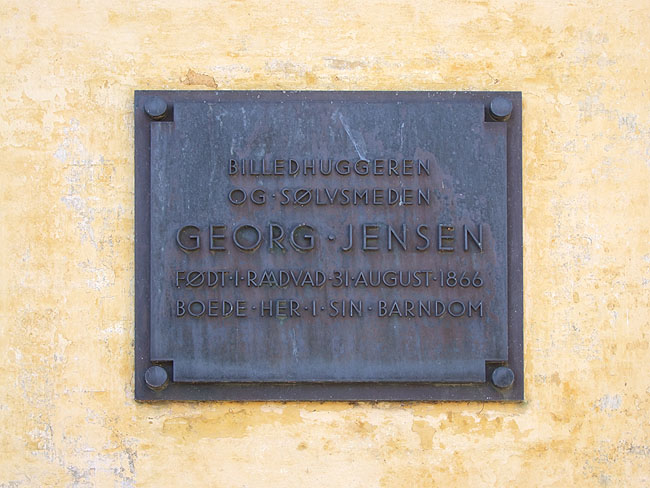 BILLEDHUGGEREN
OG · SØLVSMEDEN
GEORG · JENSEN
FØDT · I · RAADVAD · 31 · AUGUST · 1866
BOEDE · HER · I · SIN · BARNDOM